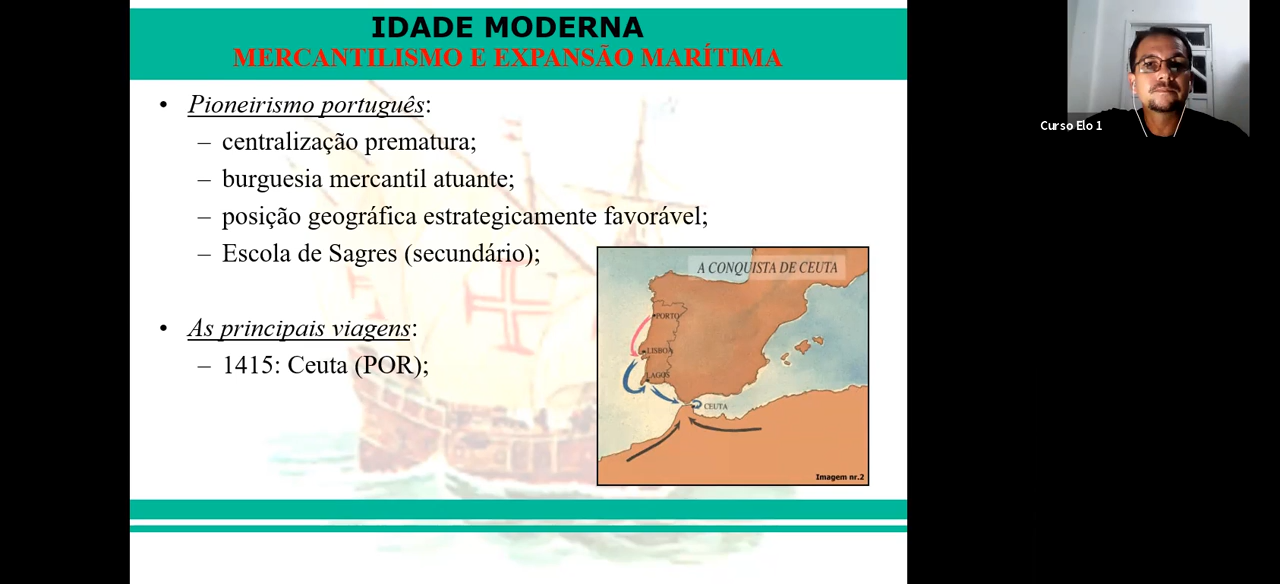 IDADE MODERNA
MERCANTILISMO E EXPANSÃO MARÍTIMA
• Pioneirismo português:
– centralização prematura;
– burguesia mercantil atuante;
– posição geográfica estrategicamente favorável;
– Escola de Sagres (secundário);
• As principais viagens:
– 1415: Ceuta (POR);
A CONQUISTA DE CEUTA
PORTO
LISBOA
LAGOS
CEUTA
Imagem nr.2
Curso Elo 1